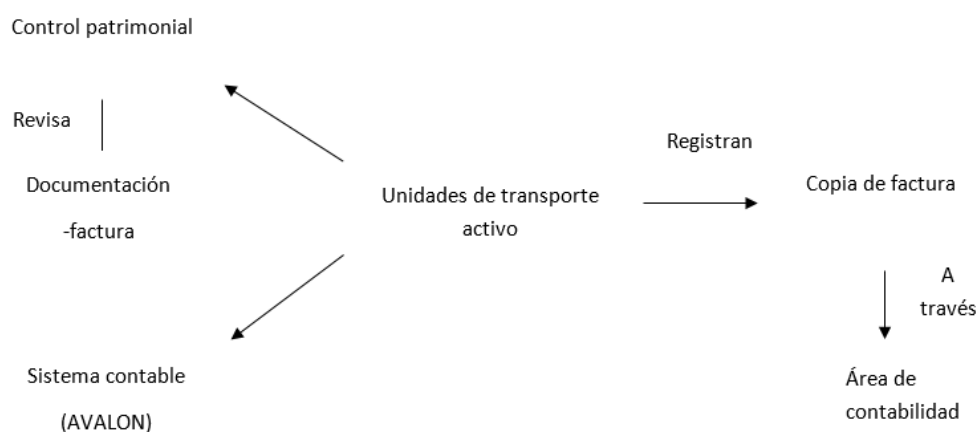 Control patrimonial
Revisa
Documentación
-factura
Unidades de transporte
activo
Registran
Copia de factura
A
través
Sistema contable
(AVALON)
Área de
contabilidad